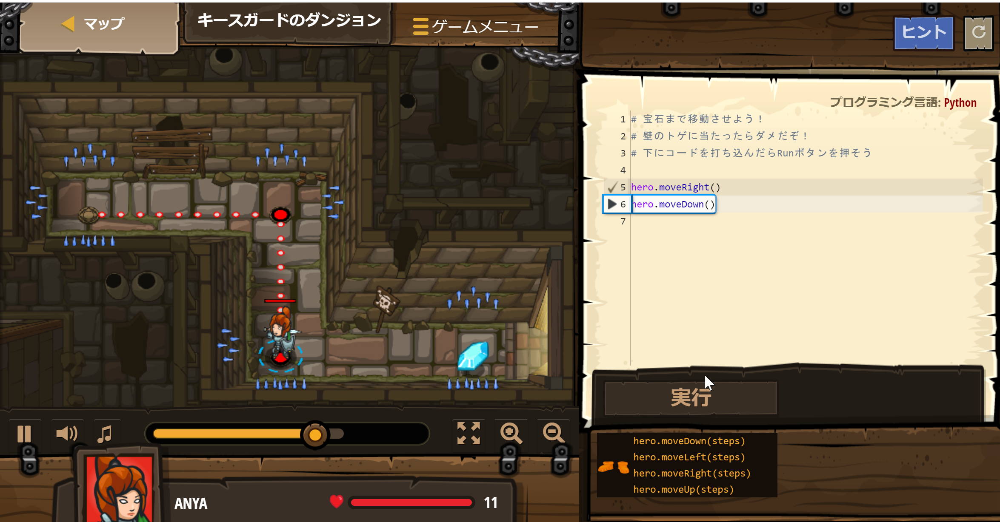 マップ
キースガードのダンジョン
ゲームメニュー
ヒント
プログラミング言語: Python
1 # 宝石まで移動させよう！
2 # 壁のトゲに当たったらダメだぞ！
3 # 下にコードを打ち込んだらRunボタンを押そう
4
5 hero.moveRight()
6 hero.moveDown()
7
実行
hero.moveDown(steps)
hero.moveLeft(steps)
hero.moveRight(steps)
hero.moveUp(steps)
ANYA
11